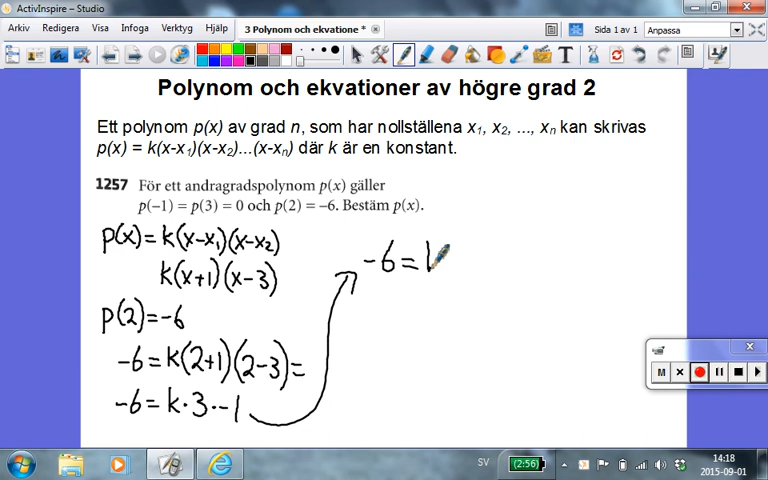 ActivInspire – Studio
Arkiv Redigera Visa Infoga Verktyg Hjälp
3 Polynom och ekvatione *
Sida 1 av 1
Anpassa
Polynom och ekvationer av högre grad 2
Ett polynom p(x) av grad n, som har nollställena x₁, x₂, ..., xₙ kan skrivas
p(x) = k(x-x₁)(x-x₂)...(x-xₙ) där k är en konstant.
1257 För ett andragradspolynom p(x) gäller
p(–1) = p(3) = 0 och p(2) = –6. Bestäm p(x).
p(x) = k(x-x₁)(x-x₂)
k(x+1)(x-3)
p(2) = -6
-6 = k(2+1)(2-3) =
-6 = k·3·-1
-6 = 
M
SV
(2:56)
14:18
2015-09-01